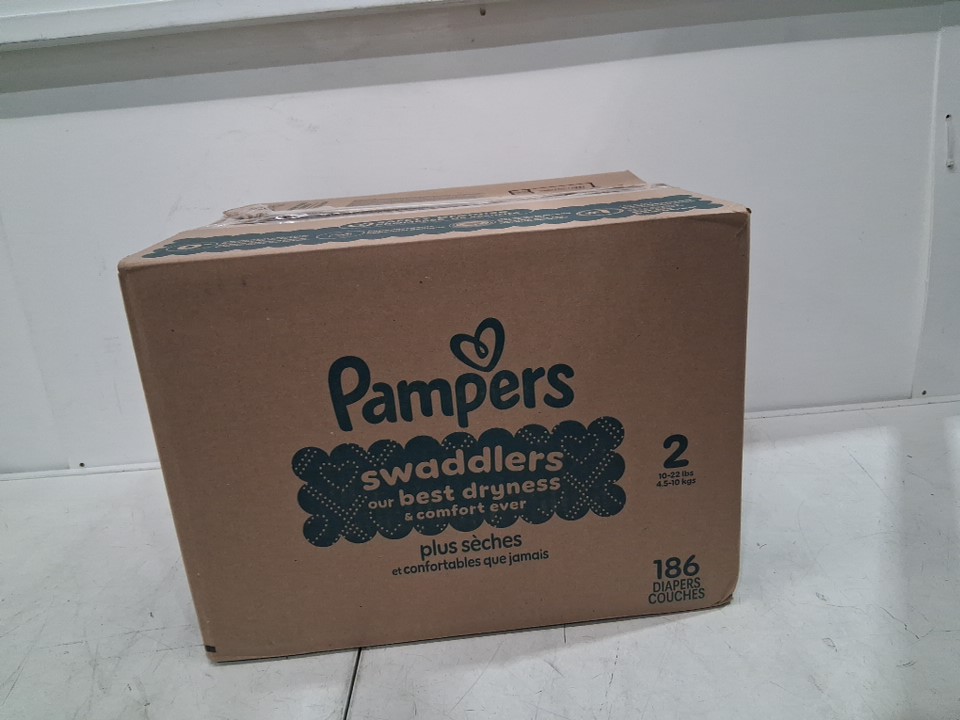 Pampers
swaddlers
our best dryness
& comfort ever
plus sèches
et confortables que jamais
2
10-22 lbs
4.5-10 kgs
186
DIAPERS
COUCHES